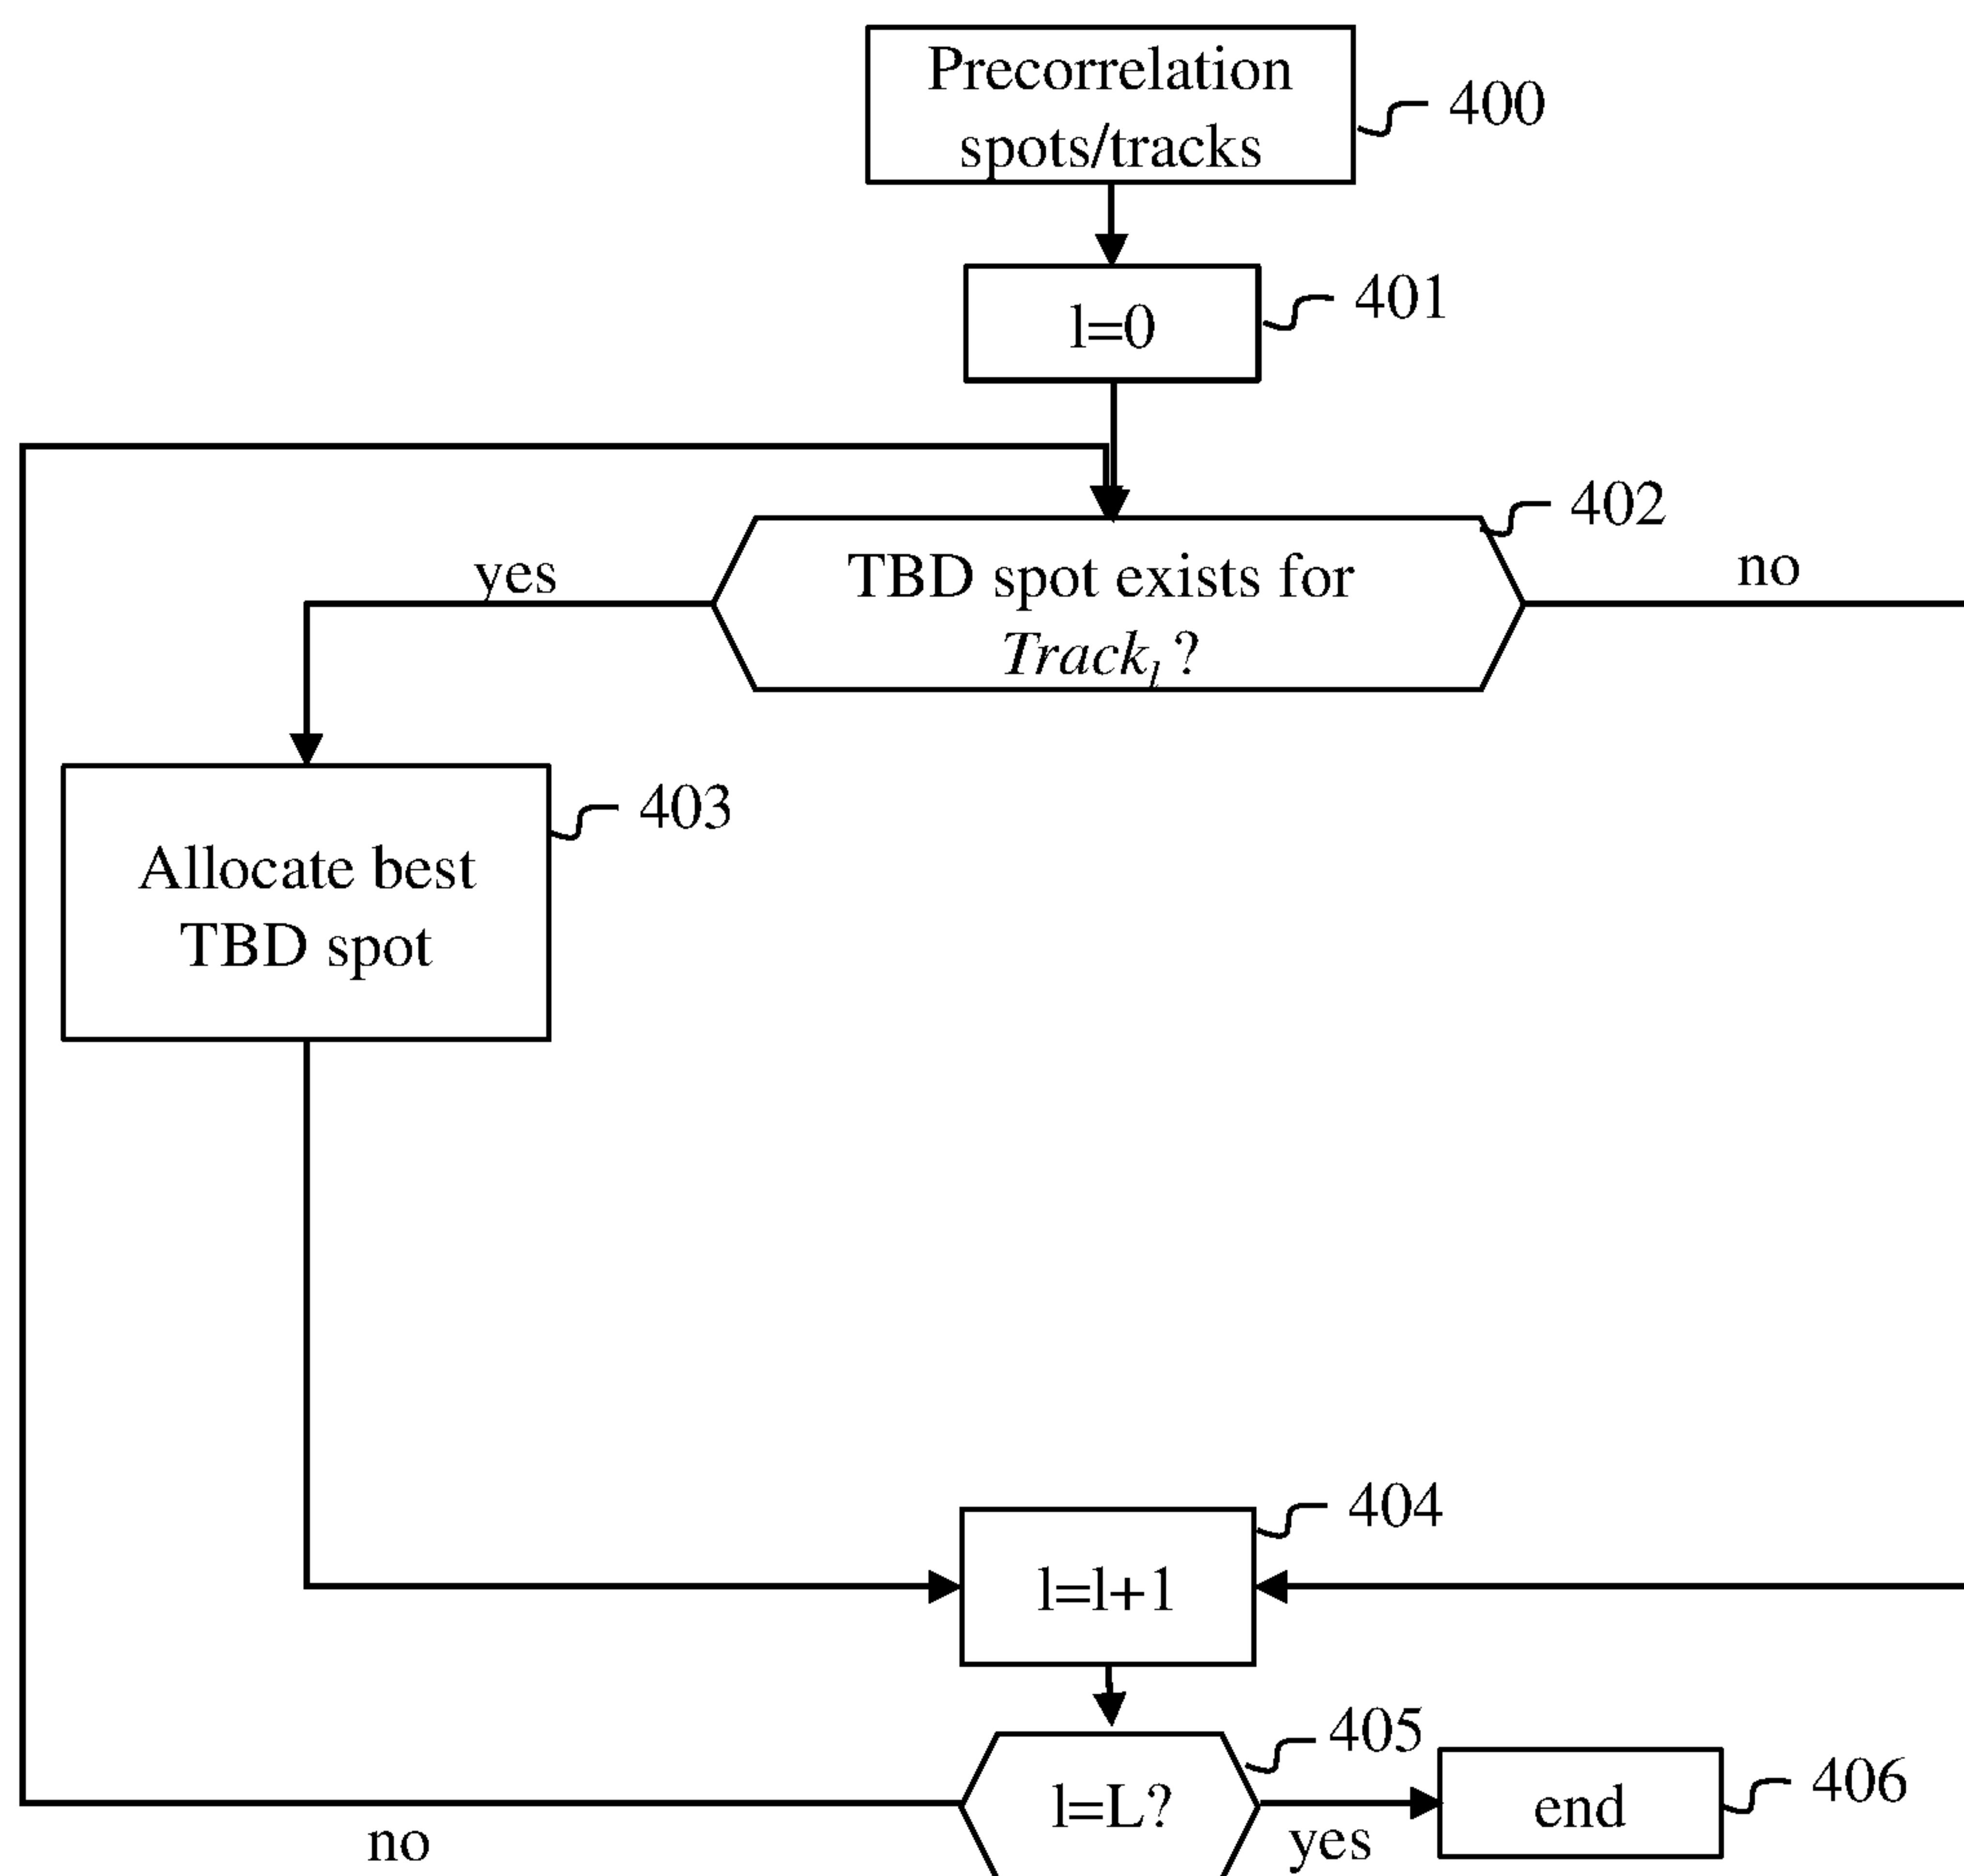 Precorrelation
spots/tracks
400
l=0
401
402
yes
TBD spot exists for
Track_l ?
no
403
Allocate best
TBD spot
404
l=l+1
405
l=L?
yes
end
406
no